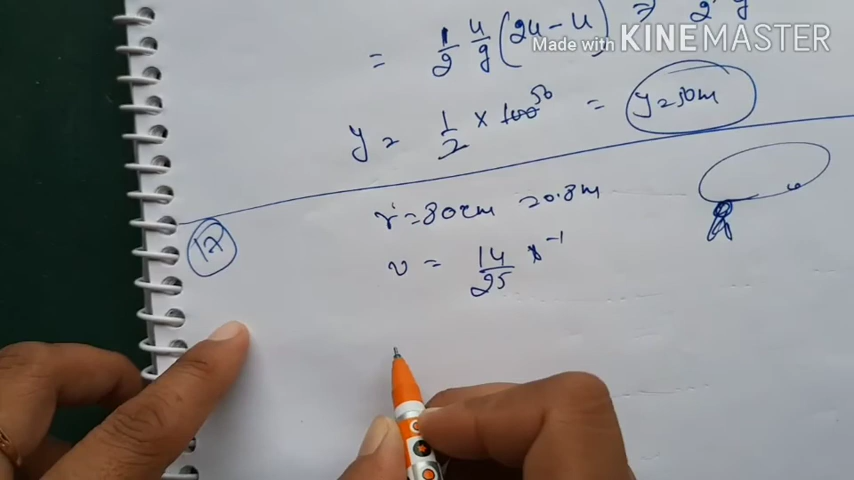 = 1/2 u/g (2u - u) ⇒
Made with KINEMASTER
y = 1/2 × 100 50 = y = 50m
17
r = 80cm = 0.8m
ν = 14/25 s⁻¹